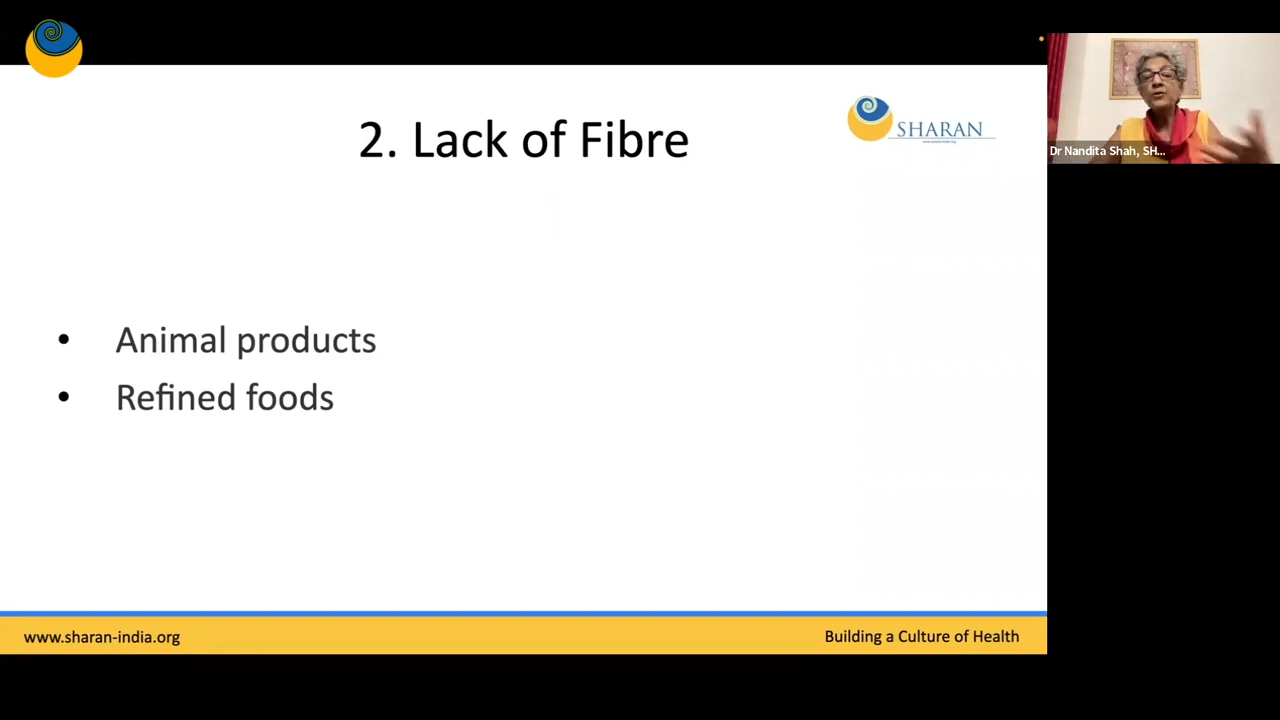 2. Lack of Fibre
SHARAN
Dr Nandita Shah, SH...
• Animal products
• Refined foods
www.sharan-india.org
Building a Culture of Health